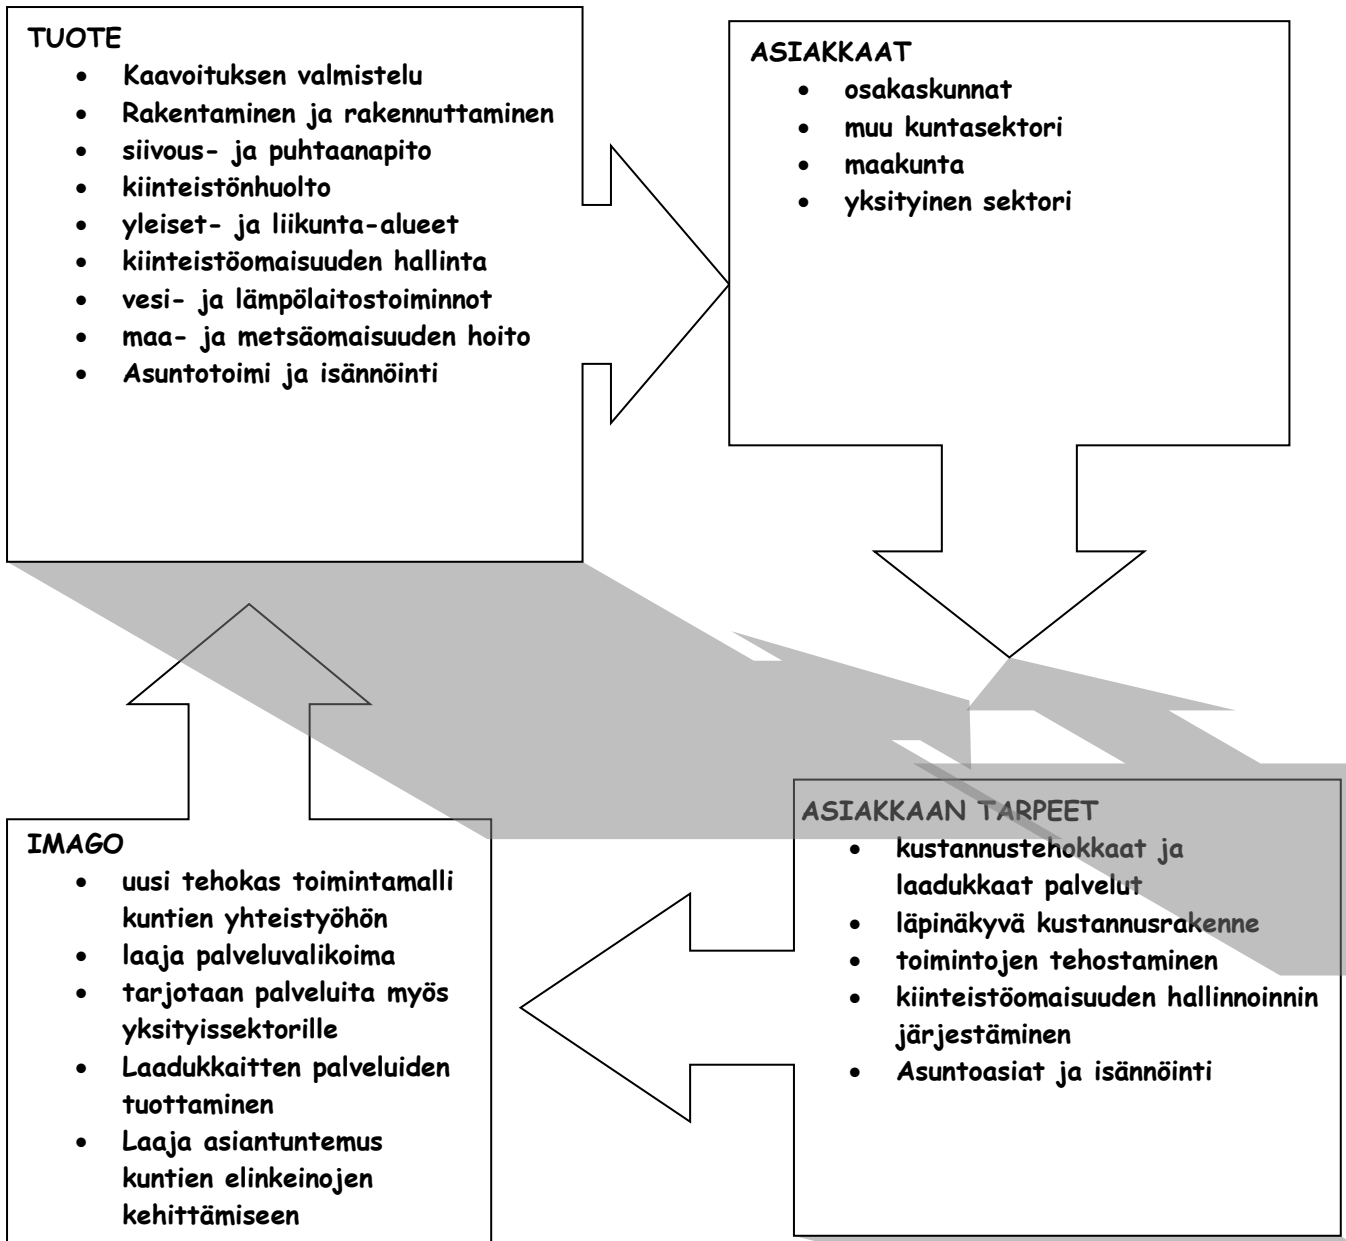 TUOTE
• Kaavoituksen valmistelu
• Rakentaminen ja rakennuttaminen
• siivous- ja puhtaanapito
• kiinteistönhuolto
• yleiset- ja liikunta-alueet
• kiinteistöomaisuuden hallinta
• vesi- ja lämpölaitostoiminnot
• maa- ja metsäomaisuuden hoito
• Asuntotoimi ja isännöinti
ASIAKKAAT
• osakaskunnat
• muu kuntasektori
• maakunta
• yksityinen sektori
IMAGO
• uusi tehokas toimintamalli
kuntien yhteistyöhön
• laaja palveluvalikoima
• tarjotaan palveluita myös
yksityissektorille
• Laadukkaitten palveluiden
tuottaminen
• Laaja asiantuntemus
kuntien elinkeinojen
kehittämiseen
ASIAKKAAN TARPEET
• kustannustehokkaat ja
laadukkaat palvelut
• läpinäkyvä kustannusrakenne
• toimintojen tehostaminen
• kiinteistöomaisuuden hallinnoinnin
järjestäminen
• Asuntoasiat ja isännöinti